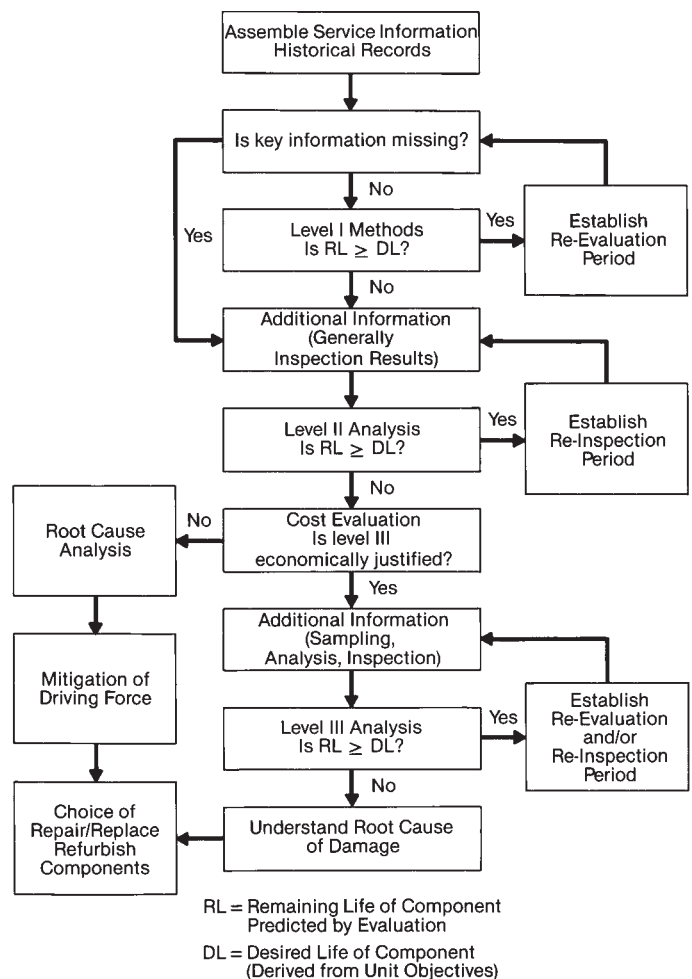 Assemble Service Information
Historical Records
Is key information missing?
No
Yes
Level I Methods
Is RL ≥ DL?
Yes
Establish
Re-Evaluation
Period
No
Additional Information
(Generally
Inspection Results)
Level II Analysis
Is RL ≥ DL?
Yes
Establish
Re-Inspection
Period
No
Cost Evaluation
Is level III
economically justified?
No
Root Cause
Analysis
Yes
Additional Information
(Sampling,
Analysis, Inspection)
Mitigation of
Driving Force
Level III Analysis
Is RL ≥ DL?
Yes
Establish
Re-Evaluation
and/or
Re-Inspection
Period
No
Understand Root Cause
of Damage
Choice of
Repair/Replace
Refurbish
Components
RL = Remaining Life of Component
Predicted by Evaluation
DL = Desired Life of Component
(Derived from Unit Objectives)